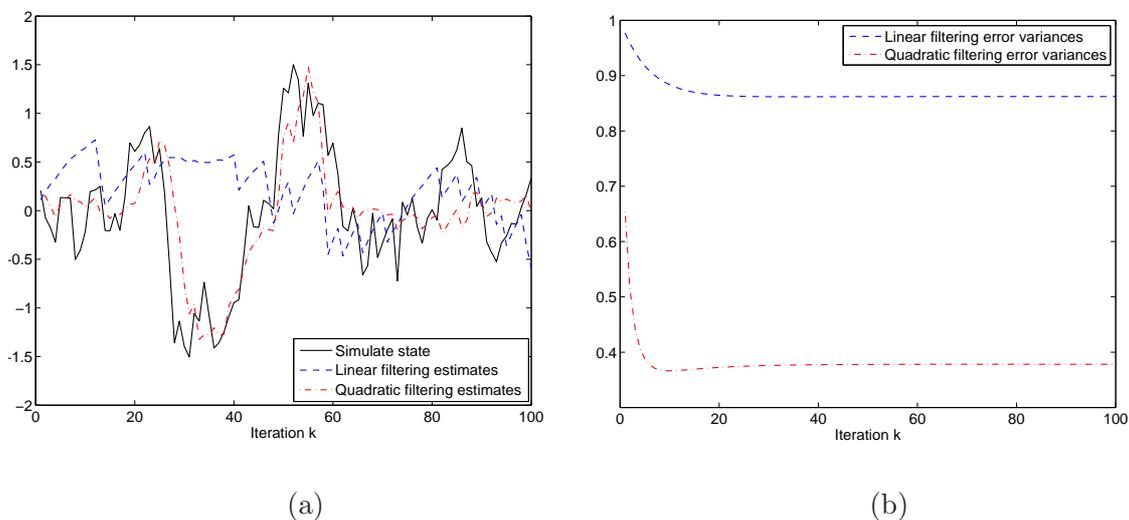 2
1.5
1
0.5
0
-0.5
−1
-1.5
−2
0 20 40 60 80 100
Iteration k
Simulate state
Linear filtering estimates
Quadratic filtering estimates
(a)
1
0.9
0.8
0.7
0.6
0.5
0.4
0 20 40 60 80 100
Iteration k
Linear filtering error variances
Quadratic filtering error variances
(b)